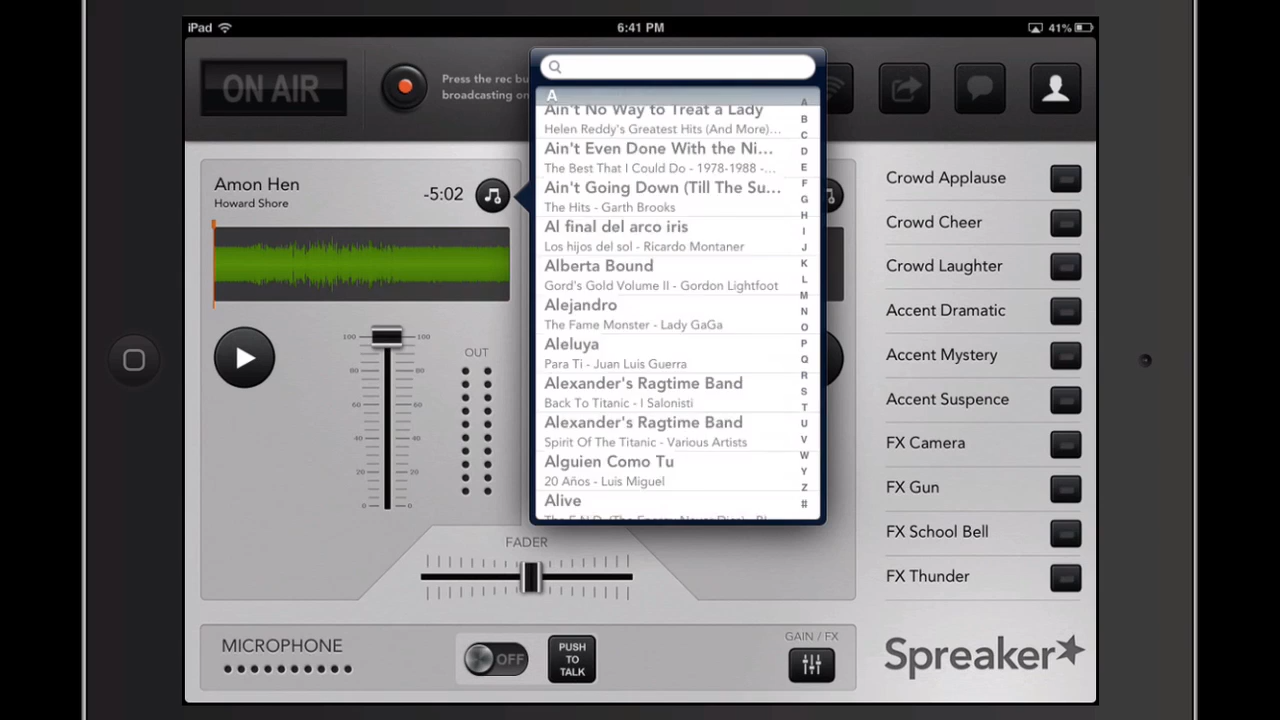 iPad
6:41 PM
41%
ON AIR
Press the rec bu
broadcasting on
A
Ain't No Way to Treat a Lady
Helen Reddy's Greatest Hits (And More)…
Ain't Even Done With the Ni…
The Best That I Could Do - 1978-1988 -…
Ain't Going Down (Till The Su…
The Hits - Garth Brooks
Al final del arco iris
Los hijos del sol - Ricardo Montaner
Alberta Bound
Gord's Gold Volume II - Gordon Lightfoot
Alejandro
The Fame Monster - Lady GaGa
Aleluya
Para Ti - Juan Luis Guerra
Alexander's Ragtime Band
Back To Titanic - I Salonisti
Alexander's Ragtime Band
Spirit Of The Titanic - Various Artists
Alguien Como Tu
20 Años - Luis Miguel
Alive
The E.N.D. (The Energy Never Dies) - Bl…
A
B
C
D
E
F
G
H
I
J
K
L
M
N
O
P
Q
R
S
T
U
V
W
Y
Z
#
Amon Hen
Howard Shore
-5:02
OUT
100 100
80 80
60 60
40 40
20 20
0 0
FADER
Crowd Applause
Crowd Cheer
Crowd Laughter
Accent Dramatic
Accent Mystery
Accent Suspence
FX Camera
FX Gun
FX School Bell
FX Thunder
MICROPHONE
OFF
PUSH
TO
TALK
GAIN / FX
Spreaker